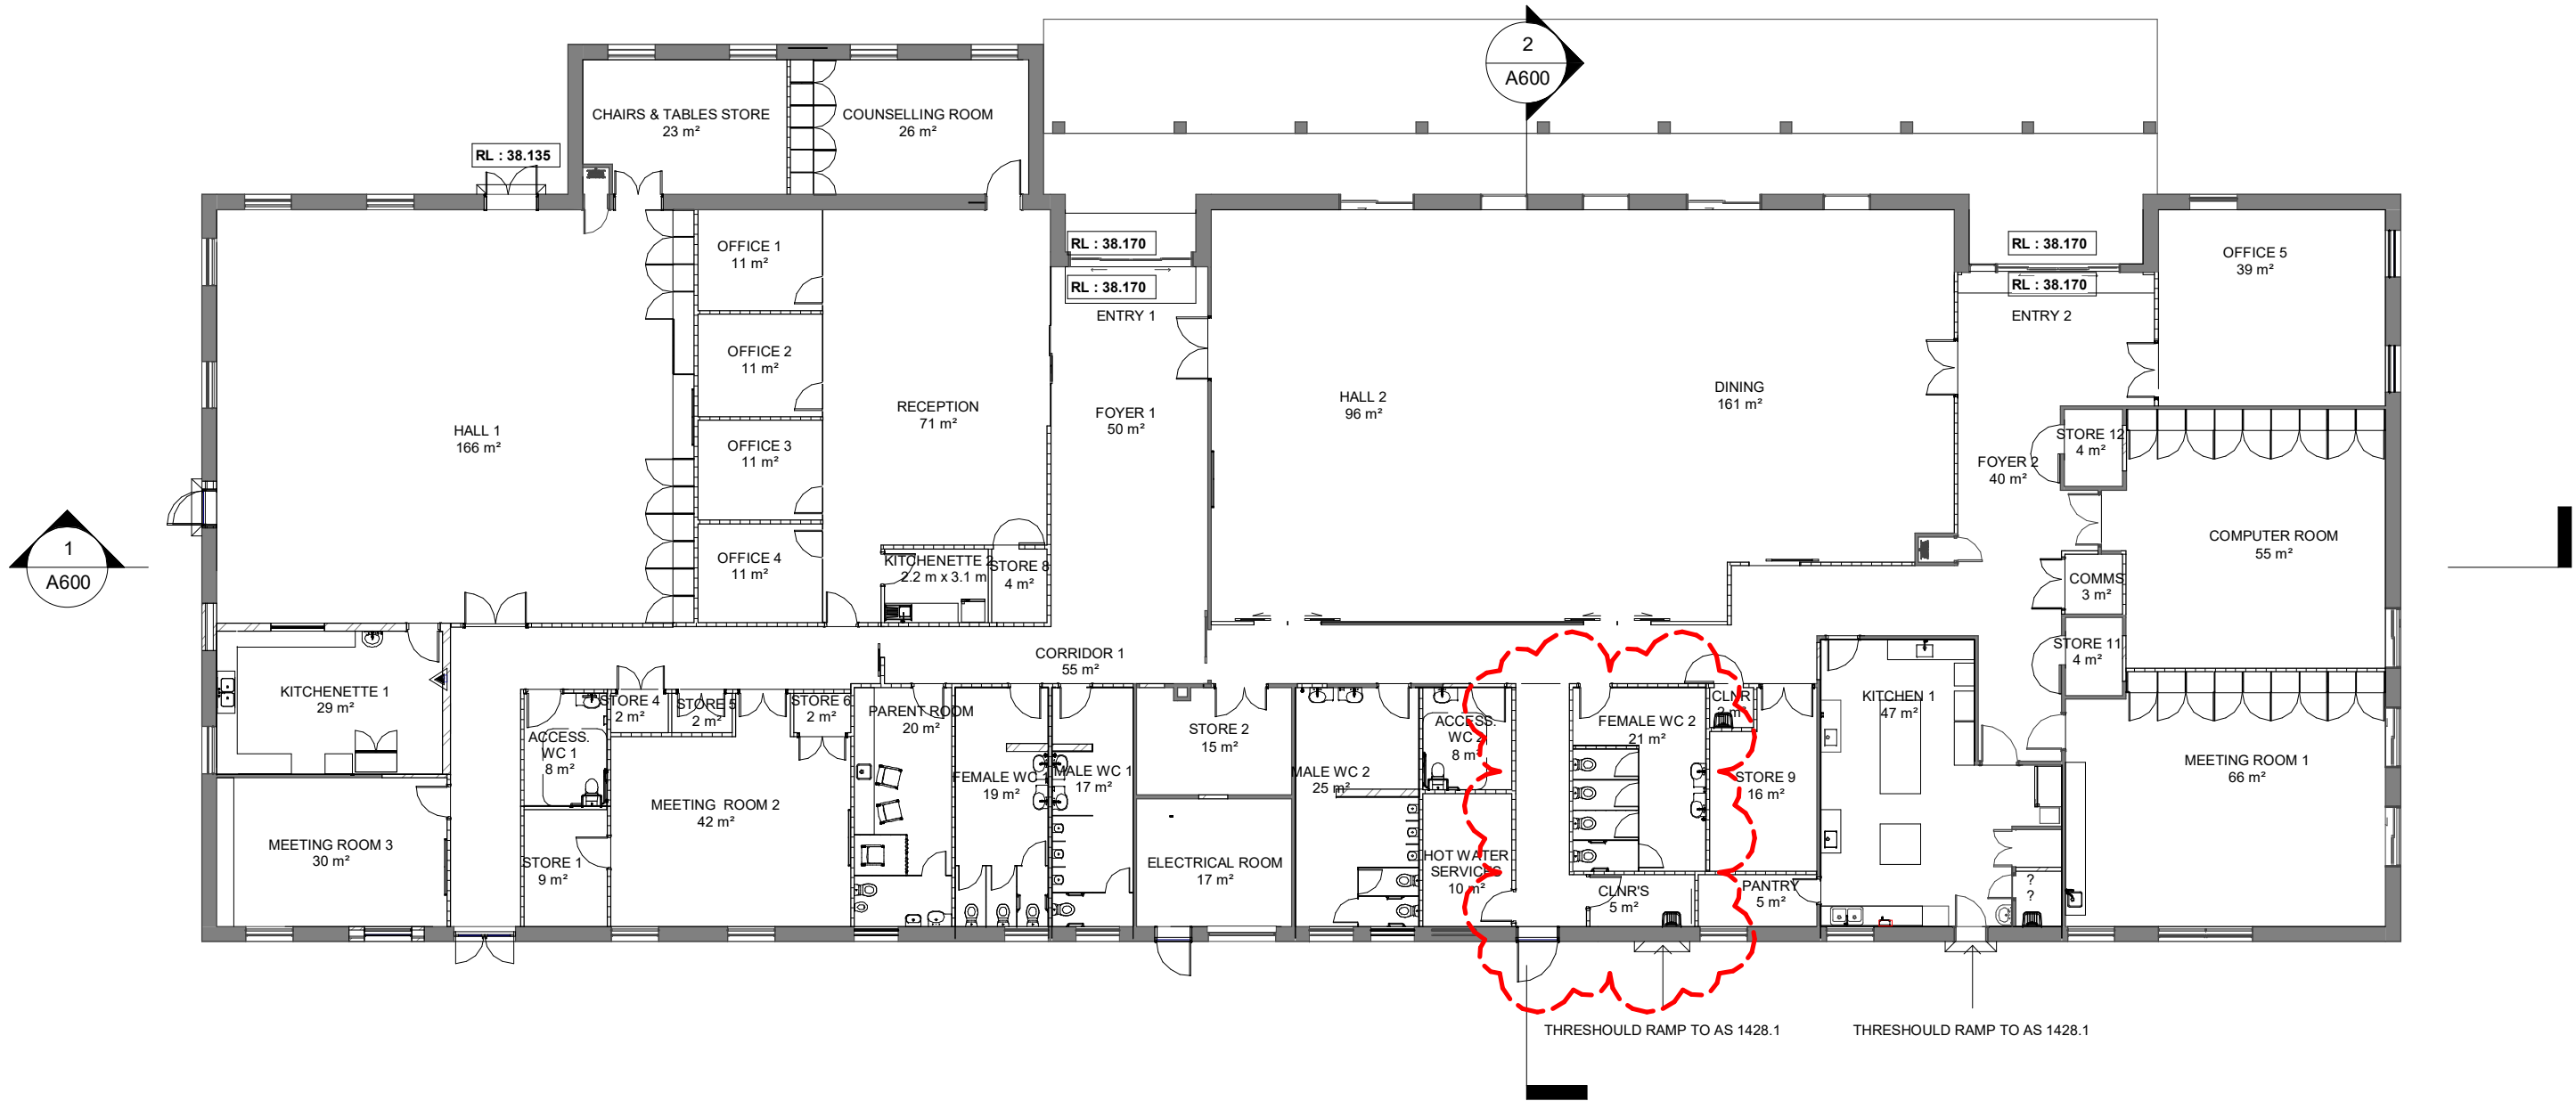 2
A600
CHAIRS & TABLES STORE
23 m²
COUNSELLING ROOM
26 m²
RL : 38.135
OFFICE 1
11 m²
RL : 38.170
RL : 38.170
ENTRY 1
RL : 38.170
RL : 38.170
ENTRY 2
OFFICE 5
39 m²
OFFICE 2
11 m²
HALL 1
166 m²
RECEPTION
71 m²
FOYER 1
50 m²
HALL 2
96 m²
DINING
161 m²
OFFICE 3
11 m²
STORE 12
4 m²
FOYER 2
40 m²
1
A600
OFFICE 4
11 m²
KITCHENETTE 2
2.2 m x 3.1 m
STORE 8
4 m²
COMPUTER ROOM
55 m²
COMMS
3 m²
CORRIDOR 1
55 m²
STORE 11
4 m²
KITCHENETTE 1
29 m²
STORE 4
2 m²
STORE 5
2 m²
STORE 6
2 m²
PARENT ROOM
20 m²
ACCESS.
WC 1
8 m²
STORE 2
15 m²
ACCESS.
WC 2
8 m²
FEMALE WC 2
21 m²
CLNR
KITCHEN 1
47 m²
MEETING ROOM 1
66 m²
MEETING ROOM 2
42 m²
FEMALE WC 1
19 m²
MALE WC 1
17 m²
MALE WC 2
25 m²
STORE 9
16 m²
MEETING ROOM 3
30 m²
STORE 1
9 m²
ELECTRICAL ROOM
17 m²
HOT WATER
SERVICES
10 m²
CLNR'S
5 m²
PANTRY
5 m²
?
?
THRESHOULD RAMP TO AS 1428.1
THRESHOULD RAMP TO AS 1428.1